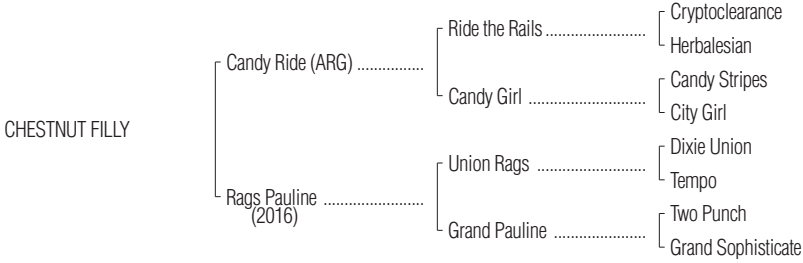 Cryptoclearance
Ride the Rails ........................
Herbalesian
Candy Ride (ARG) ................
Candy Stripes
Candy Girl ............................
City Girl
CHESTNUT FILLY
Dixie Union
Union Rags ..........................
Tempo
Rags Pauline ........................
(2016)
Two Punch
Grand Pauline ......................
Grand Sophisticate